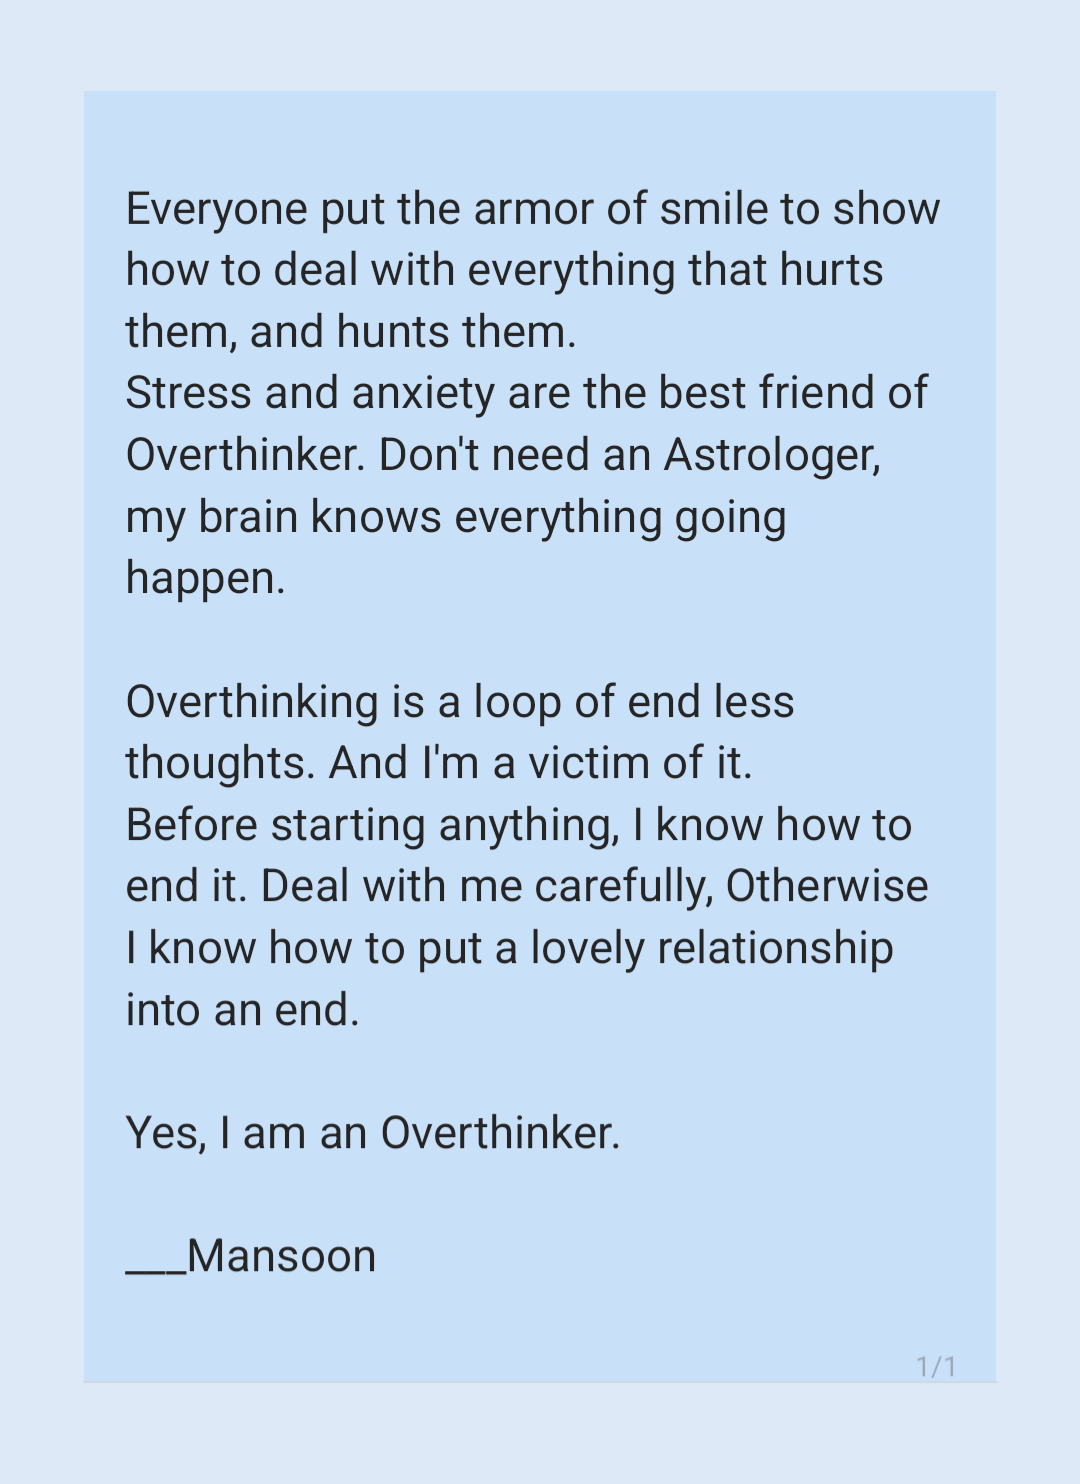 Everyone put the armor of smile to show
how to deal with everything that hurts
them, and hunts them.
Stress and anxiety are the best friend of
Overthinker. Don't need an Astrologer,
my brain knows everything going
happen.
Overthinking is a loop of end less
thoughts. And I'm a victim of it.
Before starting anything, I know how to
end it. Deal with me carefully, Otherwise
I know how to put a lovely relationship
into an end.
Yes, I am an Overthinker.
___Mansoon
1/1